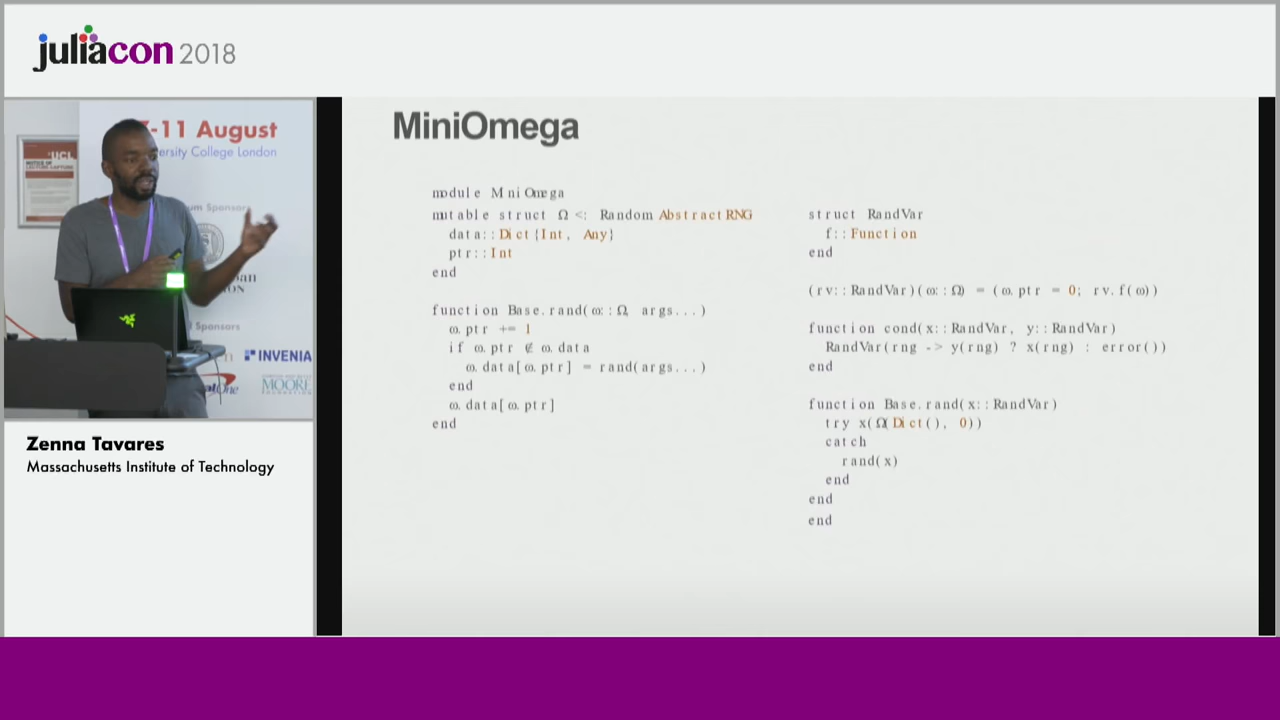 juliacon 2018
7-11 August
ersity College London
UCL
um Sponsors
Sponsors
INVENIA
MOORE
Zenna Tavares
Massachusetts Institute of Technology
MiniOmega
module MiniOmega
mutable struct Ω <: Random.AbstractRNG
data::Dict{Int, Any}
ptr::Int
end
function Base.rand(ω::Ω, args...)
ω.ptr += 1
if ω.ptr ∉ ω.data
ω.data[ω.ptr] = rand(args...)
end
ω.data[ω.ptr]
end
struct RandVar
f::Function
end
(rv::RandVar)(ω::Ω) = (ω.ptr = 0; rv.f(ω))
function cond(x::RandVar, y::RandVar)
RandVar(rng -> y(rng) ? x(rng) : error())
end
function Base.rand(x::RandVar)
try x(Ω(Dict(), 0))
catch
rand(x)
end
end
end